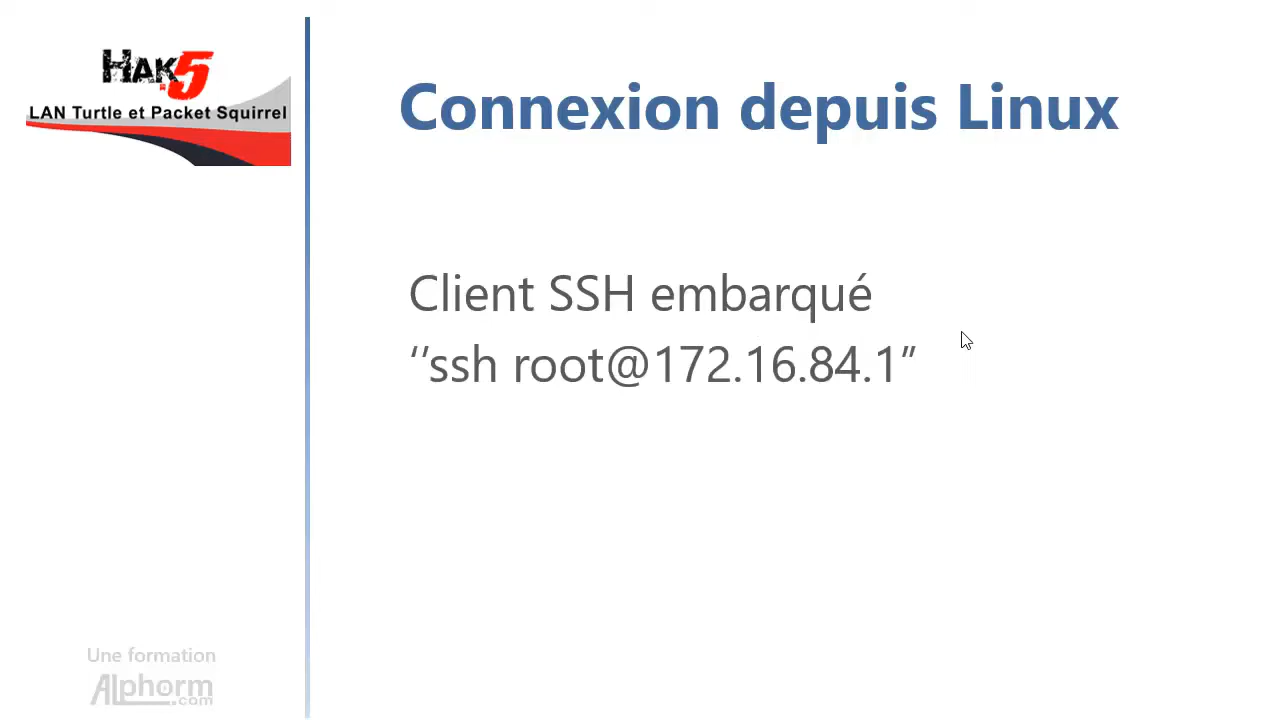 Hak5
LAN Turtle et Packet Squirrel
Connexion depuis Linux
Client SSH embarqué
‘’ssh root@172.16.84.1”
Une formation
Alphorm
.com